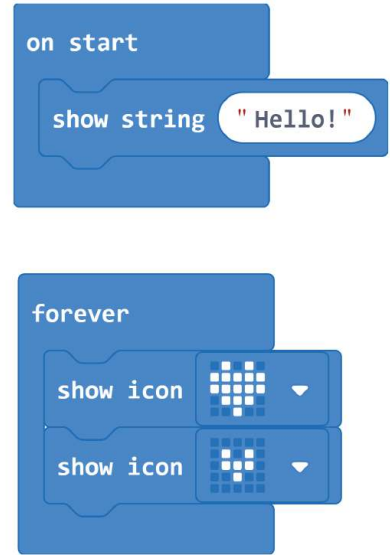 on start
show string "Hello!"
forever
show icon
show icon